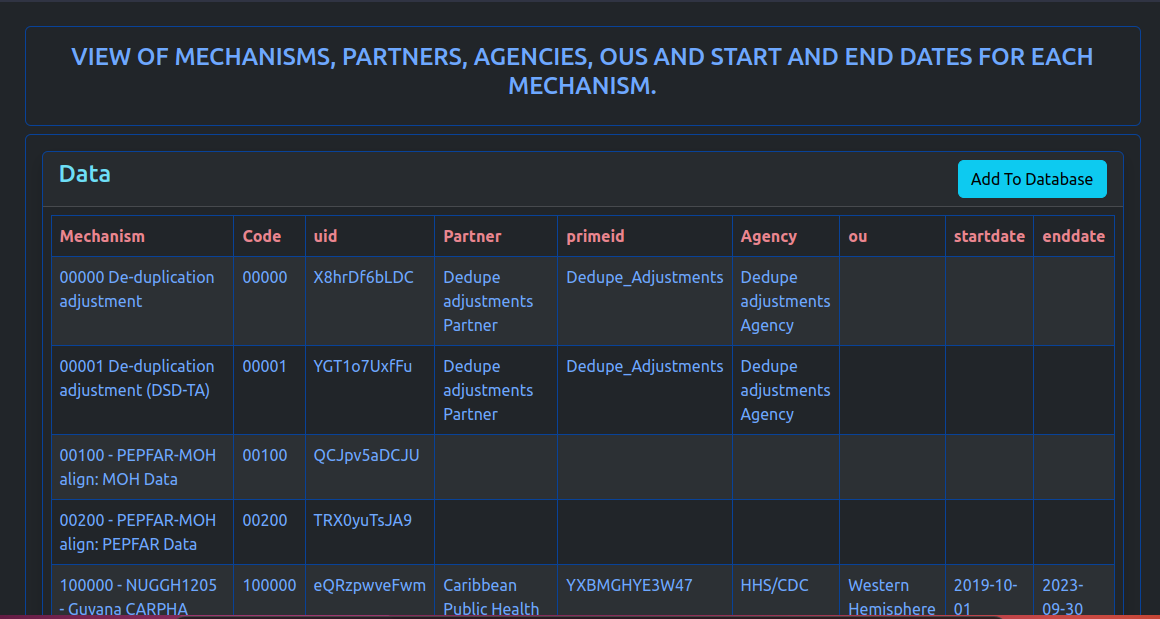 VIEW OF MECHANISMS, PARTNERS, AGENCIES, OUS AND START AND END DATES FOR EACH
MECHANISM.
Data
Add To Database
Mechanism Code uid Partner primeid Agency ou startdate enddate
00000 De-duplication 00000 X8hrDf6bLDC Dedupe Dedupe_Adjustments Dedupe
adjustment adjustments adjustments
Partner Agency
00001 De-duplication 00001 YGT1o7UxfFu Dedupe Dedupe_Adjustments Dedupe
adjustment (DSD-TA) adjustments adjustments
Partner Agency
00100 - PEPFAR-MOH 00100 QCJpv5aDCJU
align: MOH Data
00200 - PEPFAR-MOH 00200 TRX0yuTsJA9
align: PEPFAR Data
100000 - NUGGH1205 100000 eQRzpwveFwm Caribbean YXBMGHYE3W47 HHS/CDC Western 2019-10- 2023-
- Guyana CARPHA Public Health Hemisphere 01 09-30